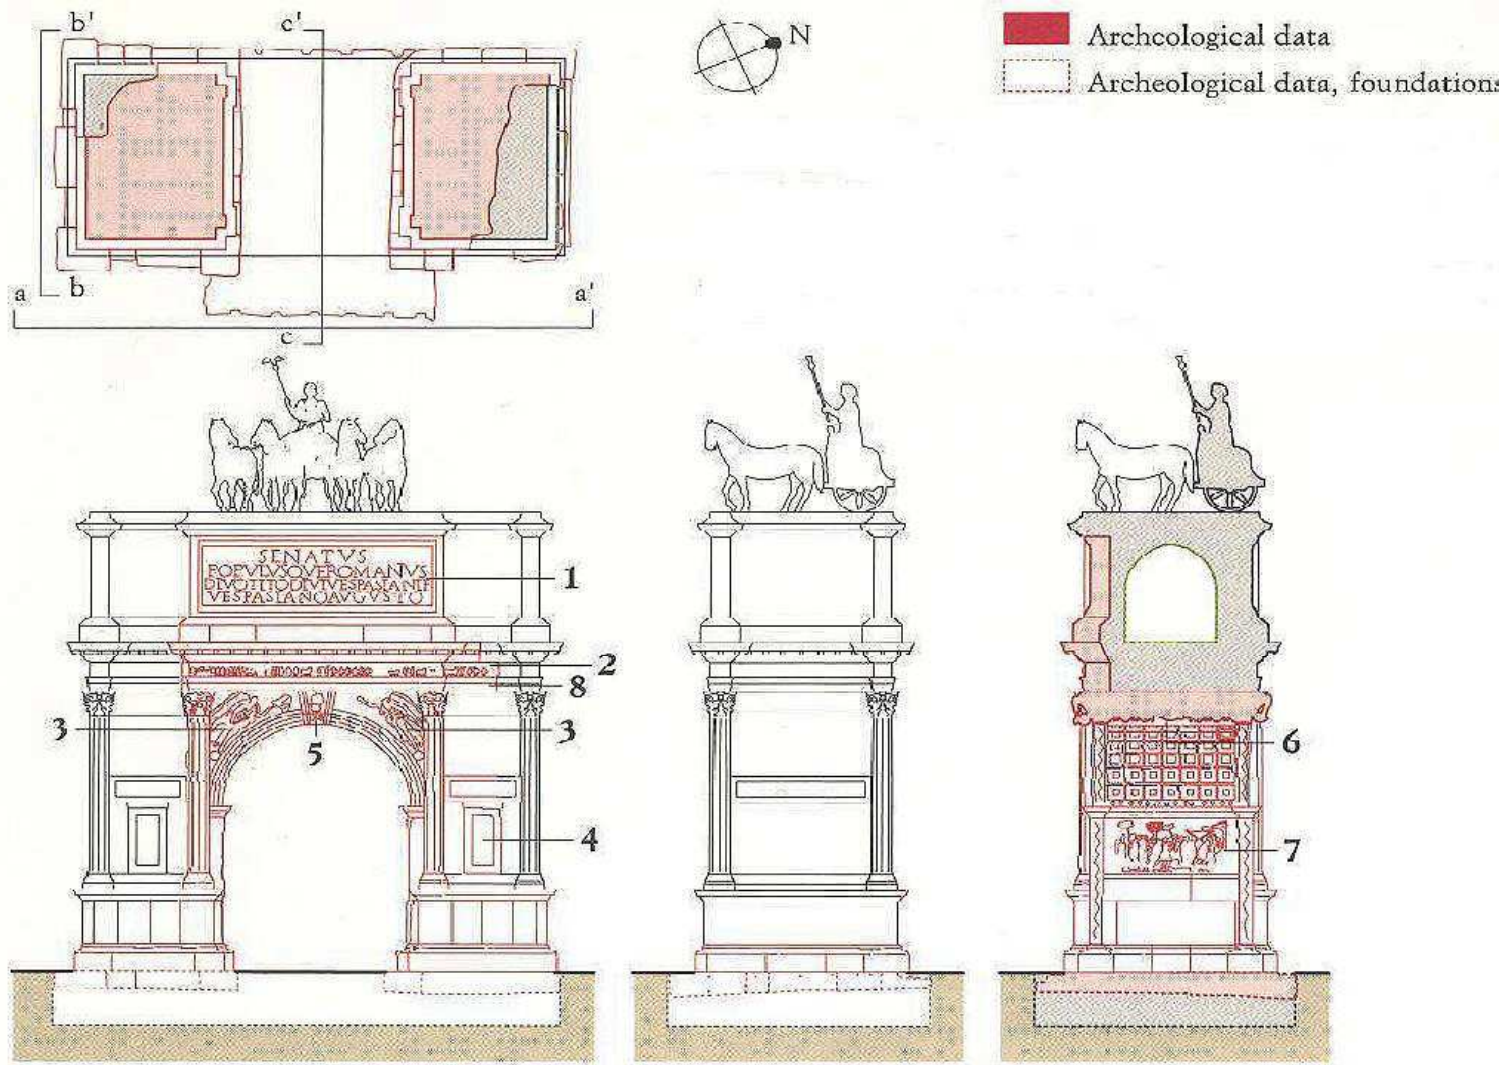 b'
c'
N
Archeological data
Archeological data, foundations
a
b
a'
c
SENATVS
POPVLVSQVEROMANVS
DIVOTITODIVIVESPASIANIF
VESPASIANOAVGVSTO
1
2
8
3
3
5
6
4
7